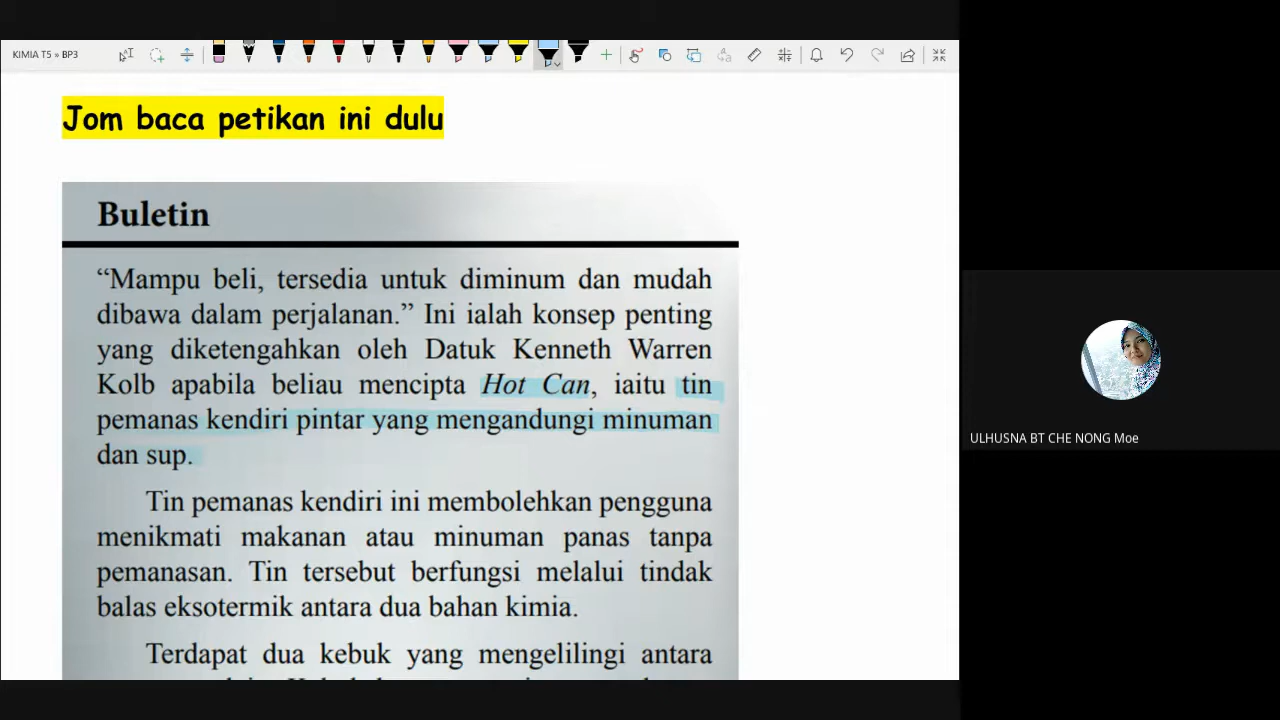 KIMIA T5 » BP3
Jom baca petikan ini dulu
Buletin
“Mampu beli, tersedia untuk diminum dan mudah
dibawa dalam perjalanan.” Ini ialah konsep penting
yang diketengahkan oleh Datuk Kenneth Warren
Kolb apabila beliau mencipta Hot Can, iaitu tin
pemanas kendiri pintar yang mengandungi minuman
dan sup.
Tin pemanas kendiri ini membolehkan pengguna
menikmati makanan atau minuman panas tanpa
pemanasan. Tin tersebut berfungsi melalui tindak
balas eksotermik antara dua bahan kimia.
Terdapat dua kebuk yang mengelilingi antara
ULHUSNA BT CHE NONG Moe